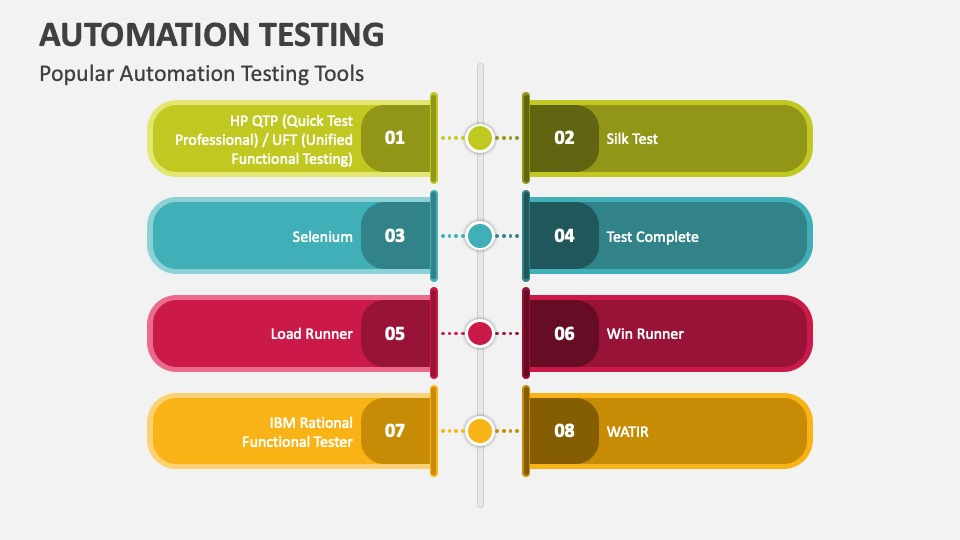 AUTOMATION TESTING
Popular Automation Testing Tools
HP QTP (Quick Test
Professional) / UFT (Unified
Functional Testing)
01
02
Silk Test
Selenium
03
04
Test Complete
Load Runner
05
06
Win Runner
IBM Rational
Functional Tester
07
08
WATIR